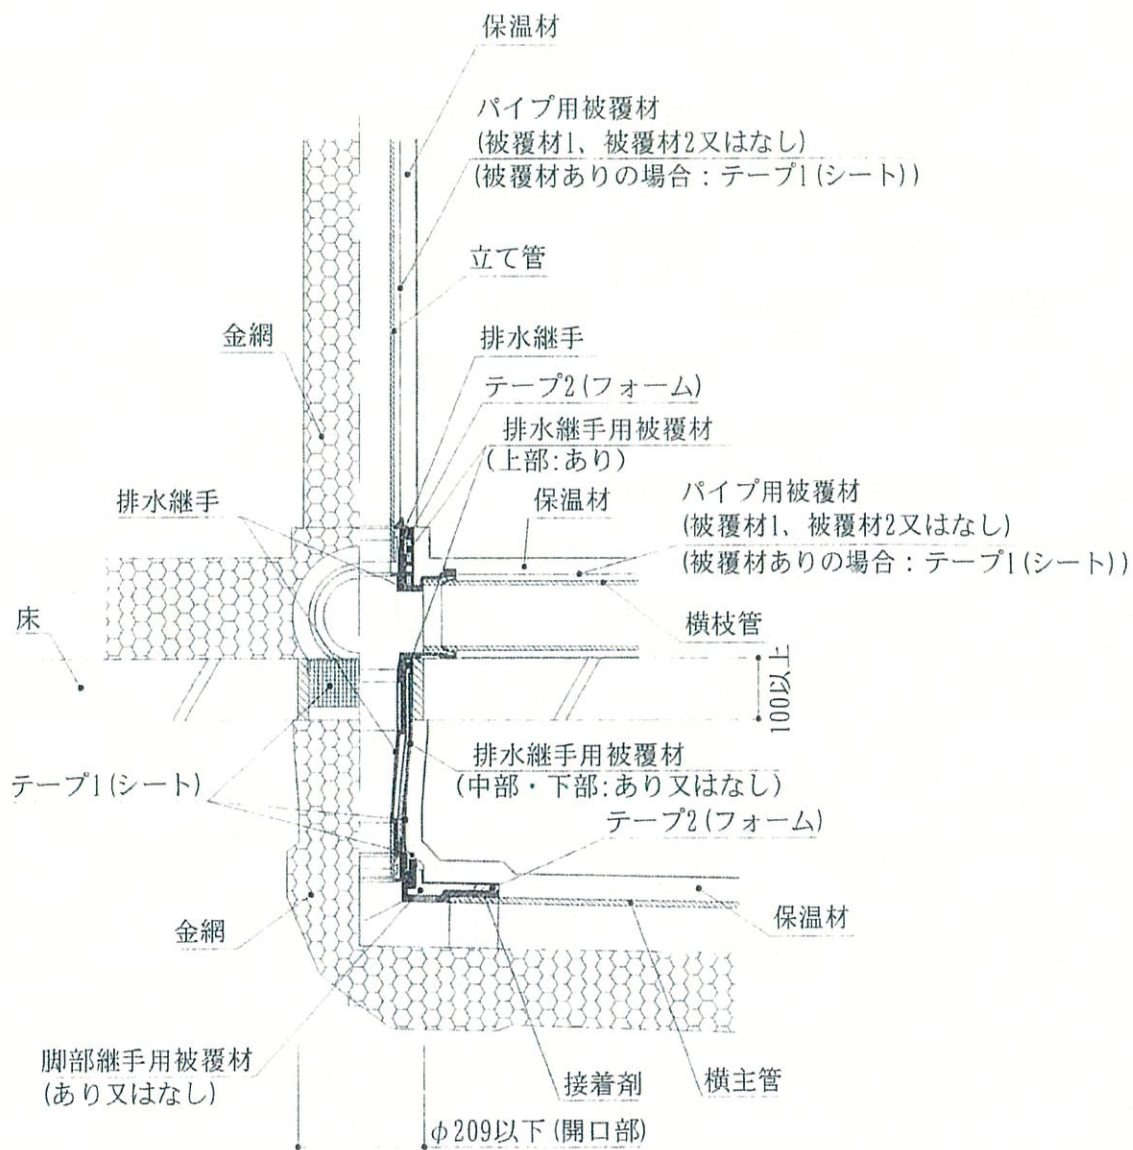 保温材
パイプ用被覆材
(被覆材1、被覆材2又はなし)
(被覆材ありの場合：テープ1(シート))
立て管
金網
排水継手
テープ2(フォーム)
排水継手用被覆材
(上部:あり)
排水継手
保温材
パイプ用被覆材
(被覆材1、被覆材2又はなし)
(被覆材ありの場合：テープ1(シート))
床
横枝管
100以上
テープ1(シート)
排水継手用被覆材
(中部・下部:あり又はなし)
テープ2(フォーム)
金網
保温材
脚部継手用被覆材
(あり又はなし)
接着剤
横主管
φ209以下(開口部)